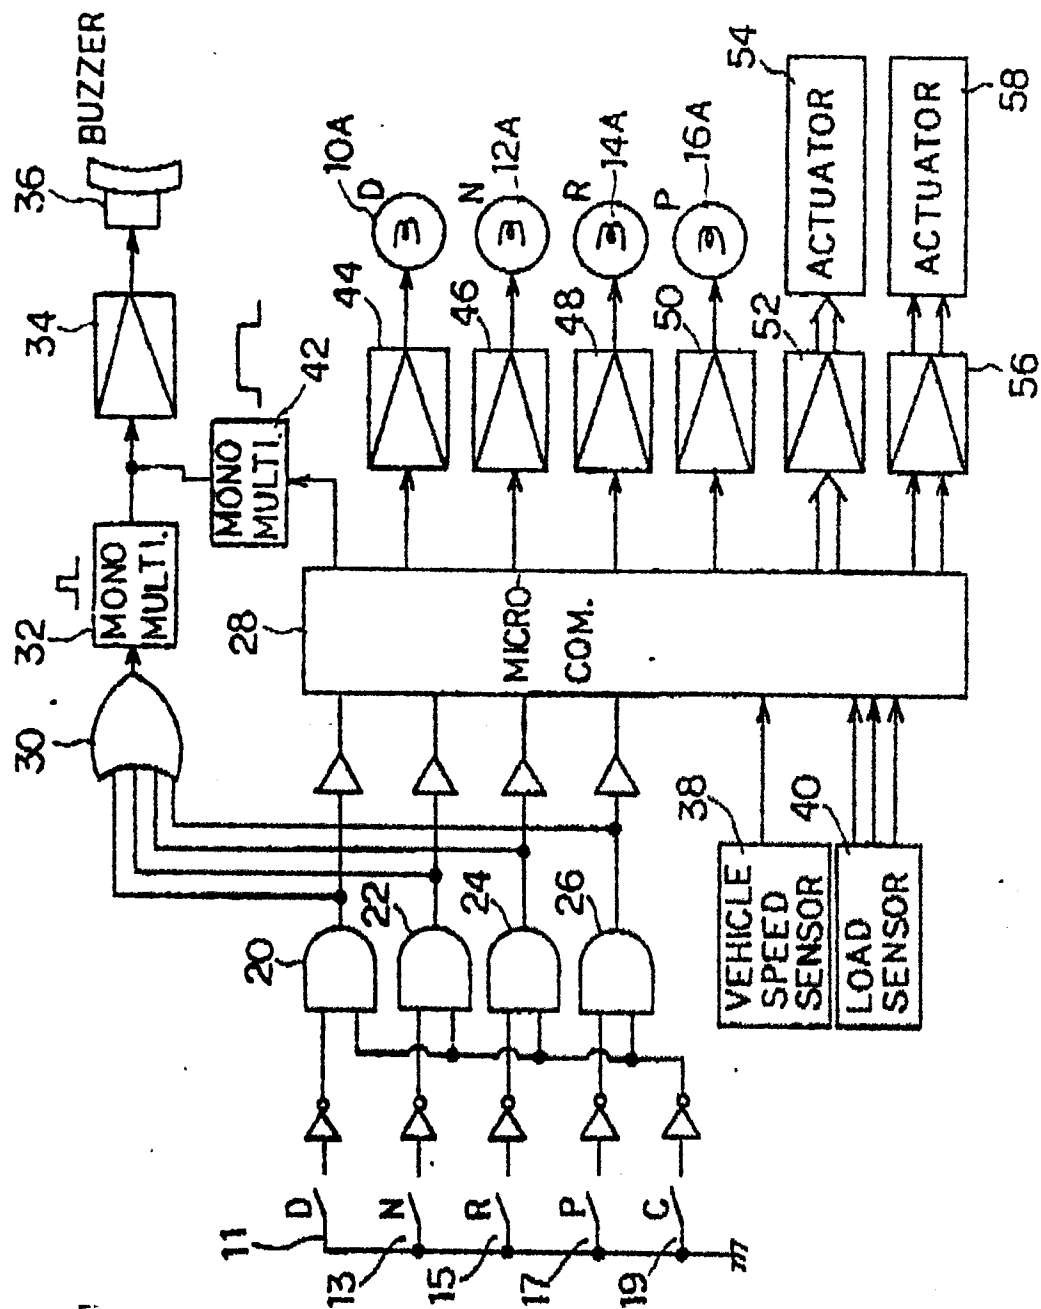 BUZZER
36
34
MONO
MULTI.
32
30
MONO
MULTI.
42
10A
D
12A
N
14A
R
16A
P
44
46
48
50
52
54
ACTUATOR
56
58
ACTUATOR
28
MICRO
COM.
20
22
24
26
38
VEHICLE
SPEED
SENSOR
40
LOAD
SENSOR
11
D
13
N
15
R
17
P
19
C